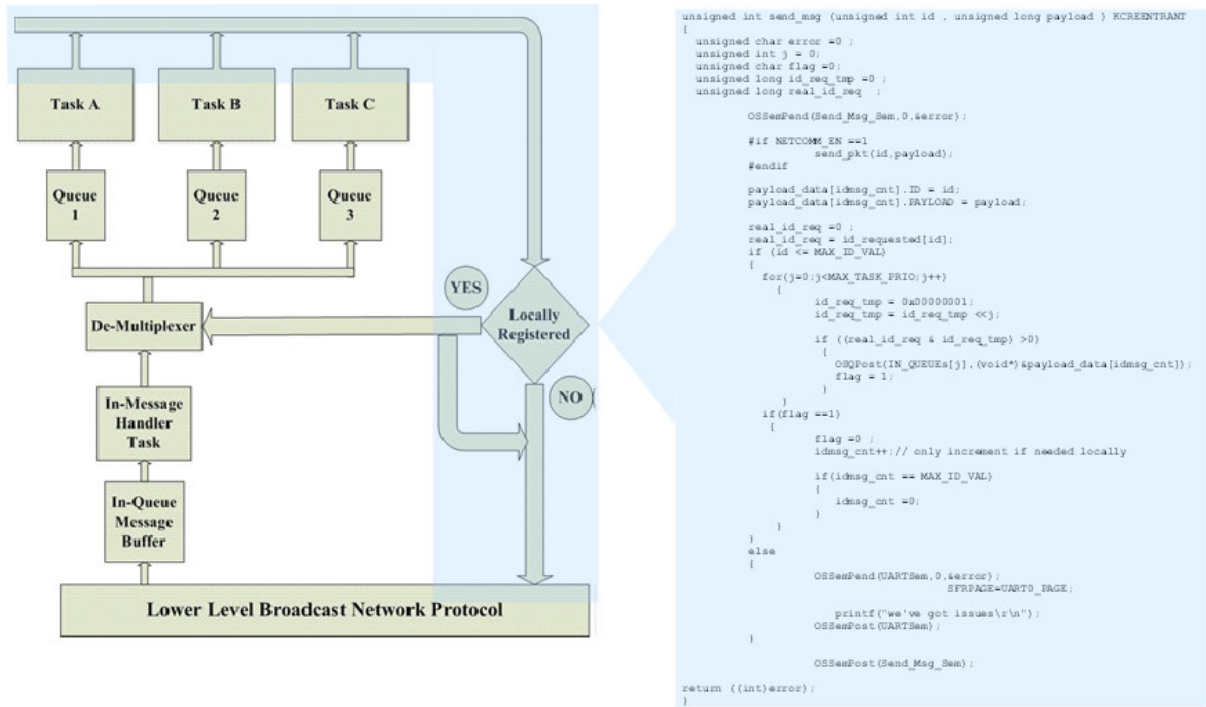 Task A
Task B
Task C
Queue
1
Queue
2
Queue
3
YES
Locally
Registered
De-Multiplexer
NO
In-Message
Handler
Task
In-Queue
Message
Buffer
Lower Level Broadcast Network Protocol
unsigned int send_msg (unsigned int id , unsigned long payload ) KCREENTRANT
{
unsigned char error =0 ;
unsigned int j = 0;
unsigned char flag =0;
unsigned long id_req_tmp =0 ;
unsigned long real_id_req ;
OSSemPend(Send_Msg_Sem,0,&error);
#if NETCOMM_EN ==1
send_pkt(id,payload);
#endif
payload_data[idmsg_cnt].ID = id;
payload_data[idmsg_cnt].PAYLOAD = payload;
real_id_req =0 ;
real_id_req = id_requested[id];
if (id <= MAX_ID_VAL)
{
for(j=0;j<MAX_TASK_PRIO;j++)
{
id_req_tmp = 0x00000001;
id_req_tmp = id_req_tmp <<j;
if ((real_id_req & id_req_tmp) >0)
{
OSQPost(IN_QUEUEs[j],(void*)&payload_data[idmsg_cnt]);
flag = 1;
}
}
if(flag ==1)
{
flag =0 ;
idmsg_cnt++;// only increment if needed locally
if(idmsg_cnt == MAX_ID_VAL)
{
idmsg_cnt =0;
}
}
}
else
{
OSSemPend(UARTSem,0,&error);
SFRPAGE=UART0_PAGE;
printf("we've got issues\r\n");
OSSemPost(UARTSem);
}
OSSemPost(Send_Msg_Sem);
return ((int)error);
}